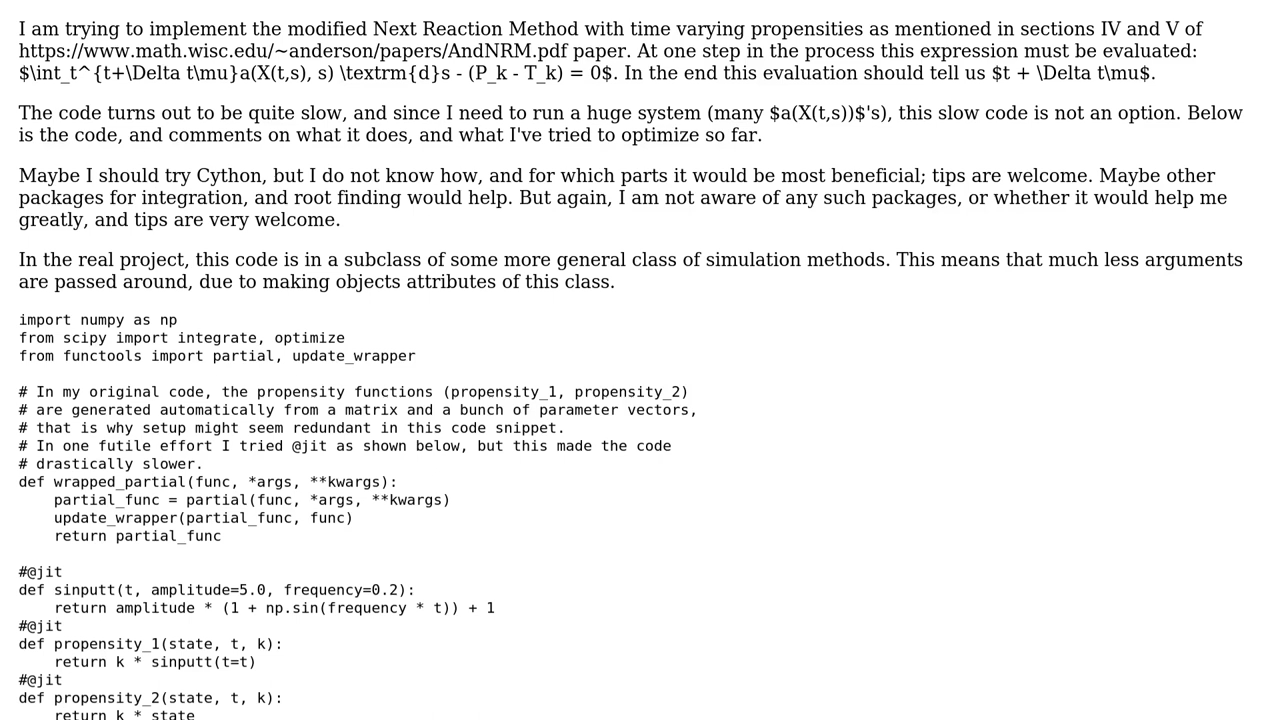 I am trying to implement the modified Next Reaction Method with time varying propensities as mentioned in sections IV and V of
https://www.math.wisc.edu/~anderson/papers/AndNRM.pdf paper. At one step in the process this expression must be evaluated:
$\int_t^{t+\Delta t\mu}a(X(t,s), s) \textrm{d}s - (P_k - T_k) = 0$. In the end this evaluation should tell us $t + \Delta t\mu$.
The code turns out to be quite slow, and since I need to run a huge system (many $a(X(t,s))$'s), this slow code is not an option. Below
is the code, and comments on what it does, and what I've tried to optimize so far.
Maybe I should try Cython, but I do not know how, and for which parts it would be most beneficial; tips are welcome. Maybe other
packages for integration, and root finding would help. But again, I am not aware of any such packages, or whether it would help me
greatly, and tips are very welcome.
In the real project, this code is in a subclass of some more general class of simulation methods. This means that much less arguments
are passed around, due to making objects attributes of this class.
import numpy as np
from scipy import integrate, optimize
from functools import partial, update_wrapper
# In my original code, the propensity functions (propensity_1, propensity_2)
# are generated automatically from a matrix and a bunch of parameter vectors,
# that is why setup might seem redundant in this code snippet.
# In one futile effort I tried @jit as shown below, but this made the code
# drastically slower.
def wrapped_partial(func, *args, **kwargs):
    partial_func = partial(func, *args, **kwargs)
    update_wrapper(partial_func, func)
    return partial_func
#@jit
def sinputt(t, amplitude=5.0, frequency=0.2):
    return amplitude * (1 + np.sin(frequency * t)) + 1
#@jit
def propensity_1(state, t, k):
    return k * sinputt(t=t)
#@jit
def propensity_2(state, t, k):
    return k * state